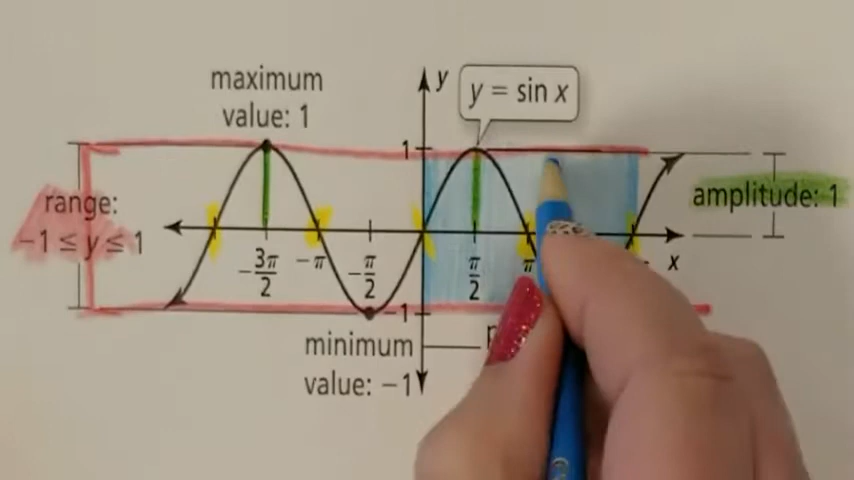 maximum
value: 1
y
y = sin x
1
range:
-1 ≤ y ≤ 1
amplitude: 1
-3π/2
-π
-π/2
π/2
π
x
-1
minimum
value: -1